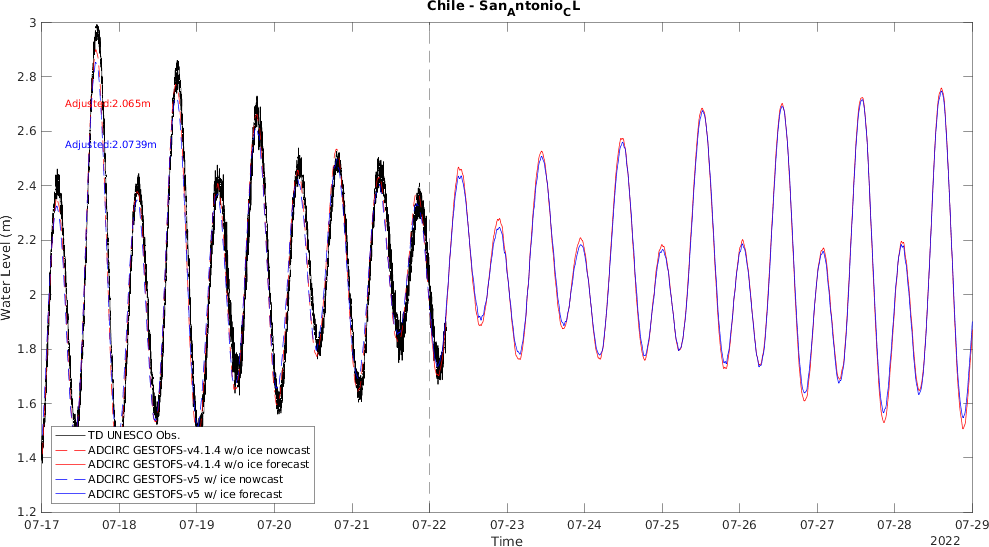 Chile - SanAntonioCL
Water Level (m)
3
2.8
2.6
2.4
2.2
2
1.8
1.6
1.4
1.2
Adjusted:2.065m
Adjusted:2.0739m
TD UNESCO Obs.
ADCIRC GESTOFS-v4.1.4 w/o ice nowcast
ADCIRC GESTOFS-v4.1.4 w/o ice forecast
ADCIRC GESTOFS-v5 w/ ice nowcast
ADCIRC GESTOFS-v5 w/ ice forecast
07-17 07-18 07-19 07-20 07-21 07-22 07-23 07-24 07-25 07-26 07-27 07-28 07-29
Time
2022